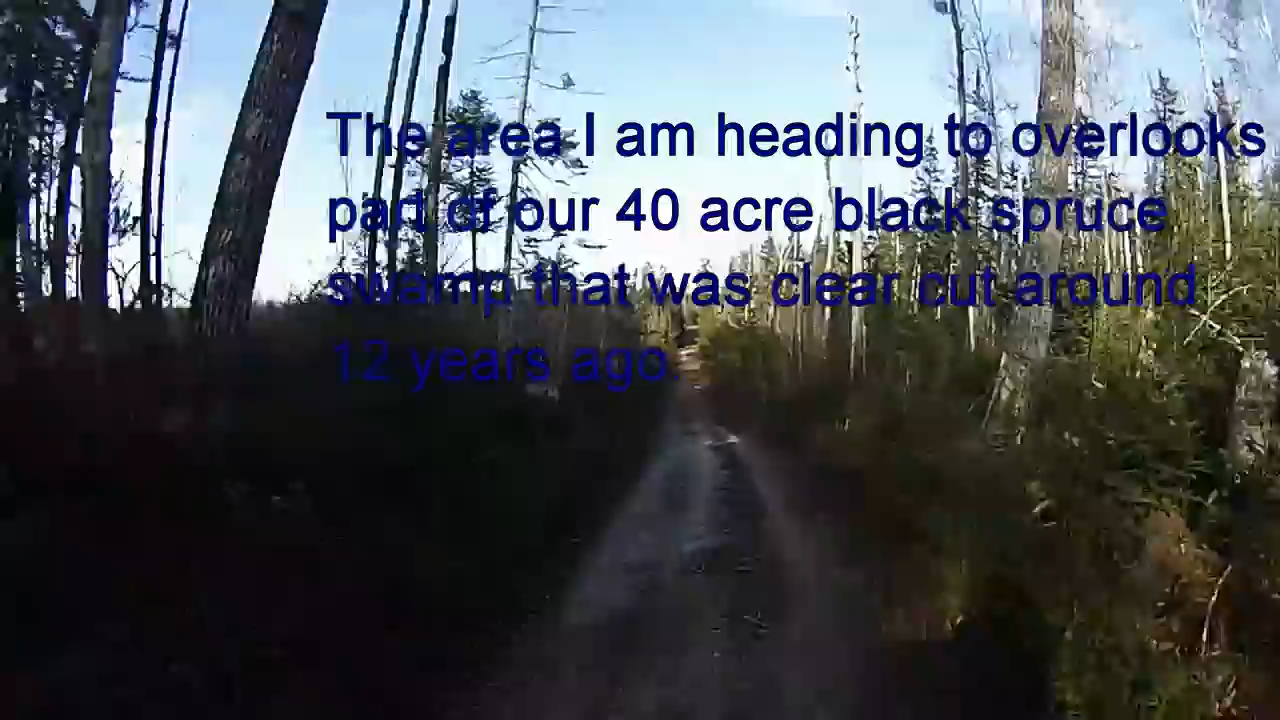 The area I am heading to overlooks
part of our 40 acre black spruce
swamp that was clear cut around
12 years ago.